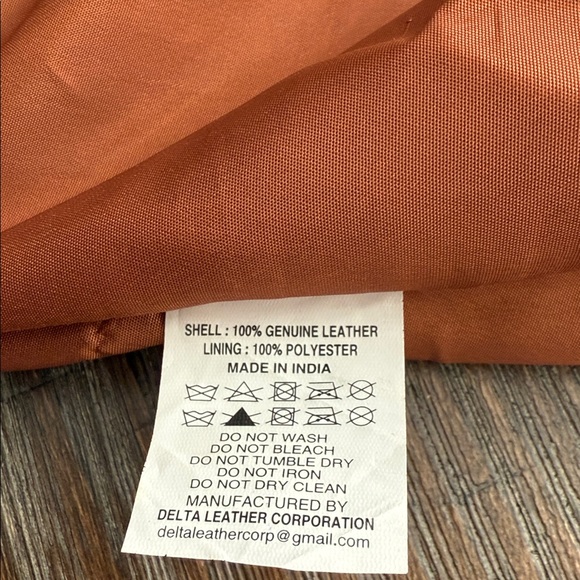 SHELL : 100% GENUINE LEATHER
LINING : 100% POLYESTER
MADE IN INDIA
DO NOT WASH
DO NOT BLEACH
DO NOT TUMBLE DRY
DO NOT IRON
DO NOT DRY CLEAN
MANUFACTURED BY
DELTA LEATHER CORPORATION
deltaleathercorp@gmail.com